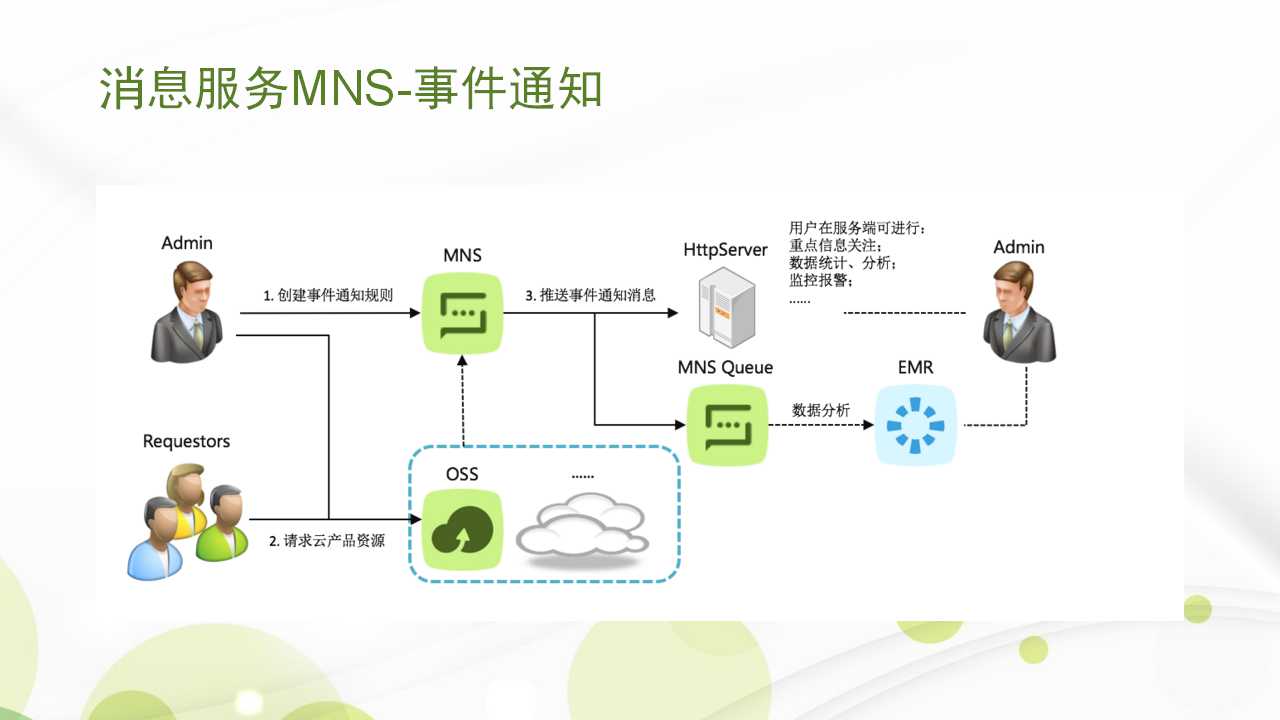 消息服务MNS-事件通知
Admin
1. 创建事件通知规则
MNS
3. 推送事件通知消息
HttpServer
用户在服务端可进行：
重点信息关注；
数据统计、分析；
监控报警；
......
Admin
MNS Queue
数据分析
EMR
Requestors
2. 请求云产品资源
OSS
......